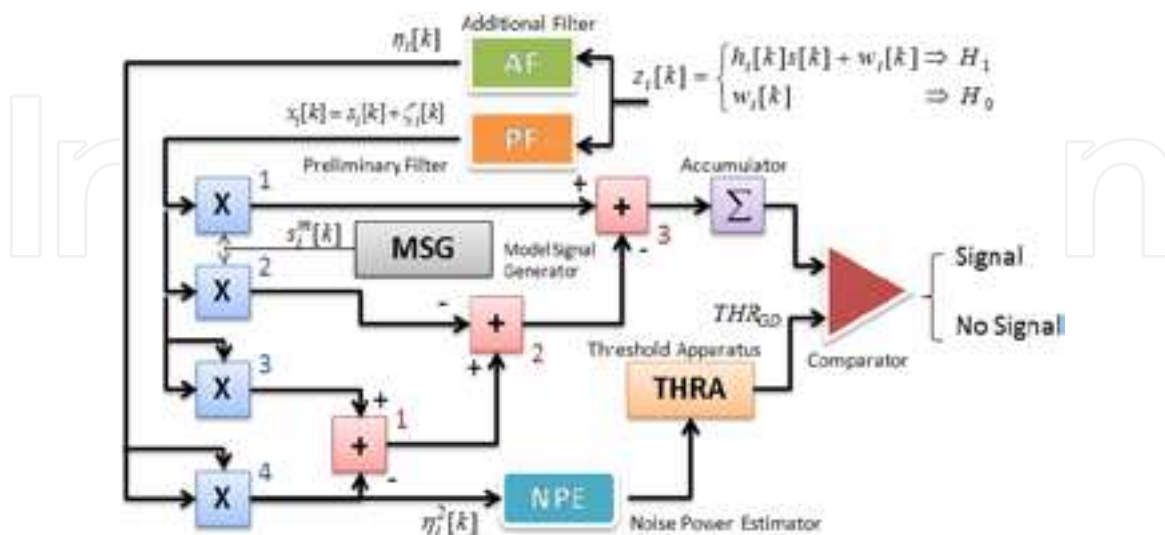 Additional Filter
η_i[k]
AF
z_i[k] = { h_i[k]s[k] + w_i[k] ⇒ H_1
w_i[k] ⇒ H_0
x_i[k] = s_i[k] + ζ_i[k]
PF
Preliminary Filter
Accumulator
X 1
+
+ 3
-
Σ
s_i^m[k]
MSG
Model Signal
Generator
X 2
Signal
-
+ 2
+
THR_GD
No Signal
Comparator
Threshold Apparatus
THRA
X 3
+
+ 1
-
X 4
η_i^2[k]
NPE
Noise Power Estimator